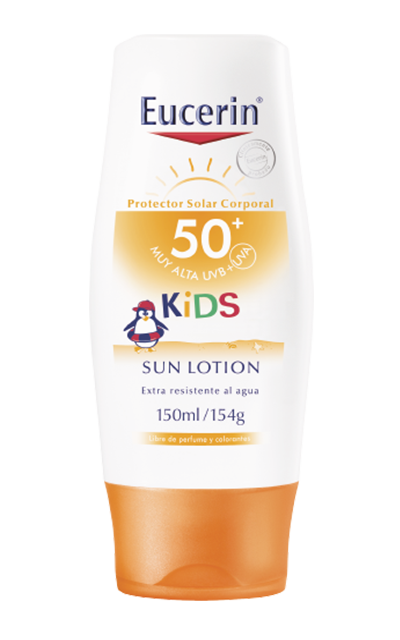 Eucerin®
Protector Solar Corporal
50+
MUY ALTA UVB+UVA
KiDS
SUN LOTION
Extra resistente al agua
150ml/154g
Libre de perfume y colorantes